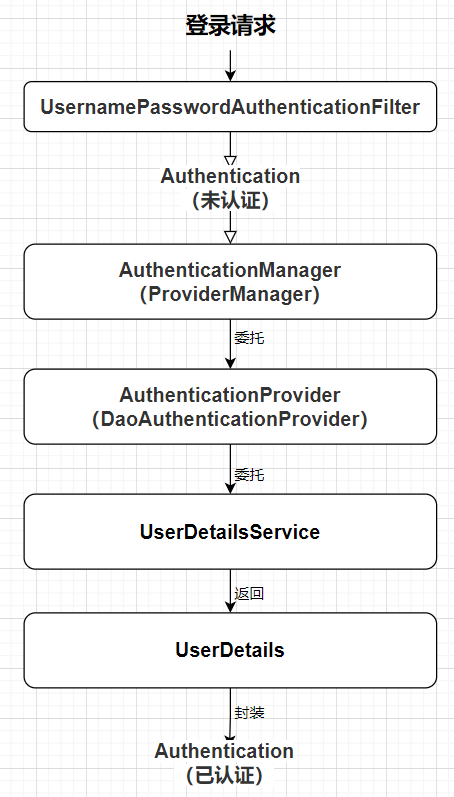 登录请求
UsernamePasswordAuthenticationFilter
Authentication
（未认证）
AuthenticationManager
（ProviderManager）
委托
AuthenticationProvider
（DaoAuthenticationProvider）
委托
UserDetailsService
返回
UserDetails
封装
Authentication
（已认证）